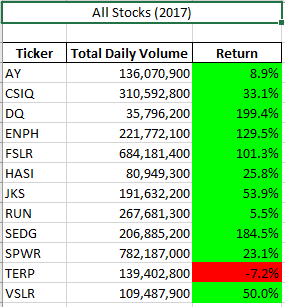 All Stocks (2017)
Ticker Total Daily Volume Return
AY 136,070,900 8.9%
CSIQ 310,592,800 33.1%
DQ 35,796,200 199.4%
ENPH 221,772,100 129.5%
FSLR 684,181,400 101.3%
HASI 80,949,300 25.8%
JKS 191,632,200 53.9%
RUN 267,681,300 5.5%
SEDG 206,885,200 184.5%
SPWR 782,187,000 23.1%
TERP 139,402,800 -7.2%
VSLR 109,487,900 50.0%